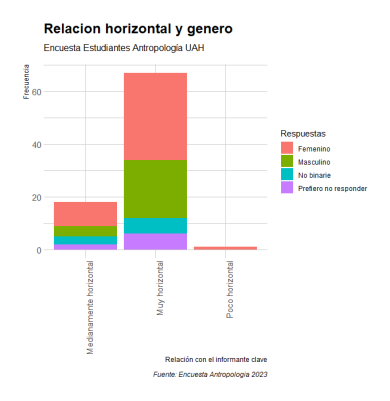 Relacion horizontal y genero
Encuesta Estudiantes Antropología UAH
Frecuencia
60
40
20
0
Medianamente horizontal
Muy horizontal
Poco horizontal
Respuestas
Femenino
Masculino
No binarie
Prefiero no responder
Relación con el informante clave
Fuente: Encuesta Antropologia 2023